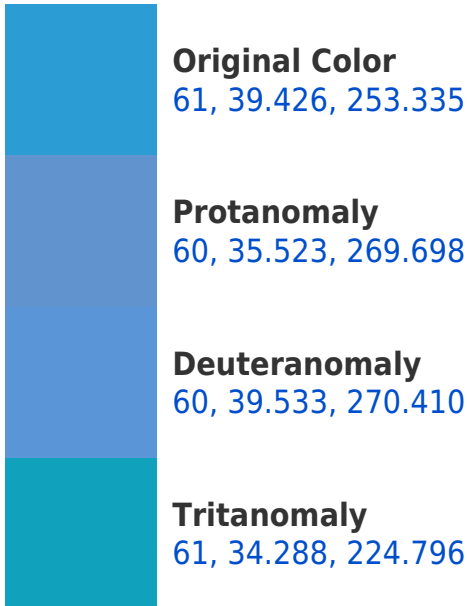 Original Color
61, 39.426, 253.335
Protanomaly
60, 35.523, 269.698
Deuteranomaly
60, 39.533, 270.410
Tritanomaly
61, 34.288, 224.796